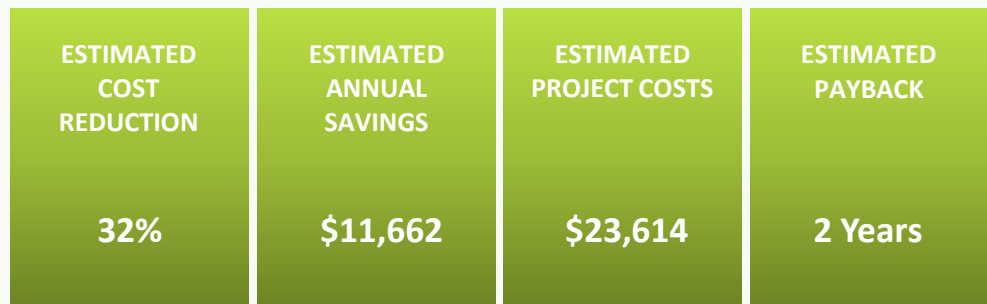 ESTIMATED
COST
REDUCTION
32%
ESTIMATED
ANNUAL
SAVINGS
$11,662
ESTIMATED
PROJECT COSTS
$23,614
ESTIMATED
PAYBACK
2 Years